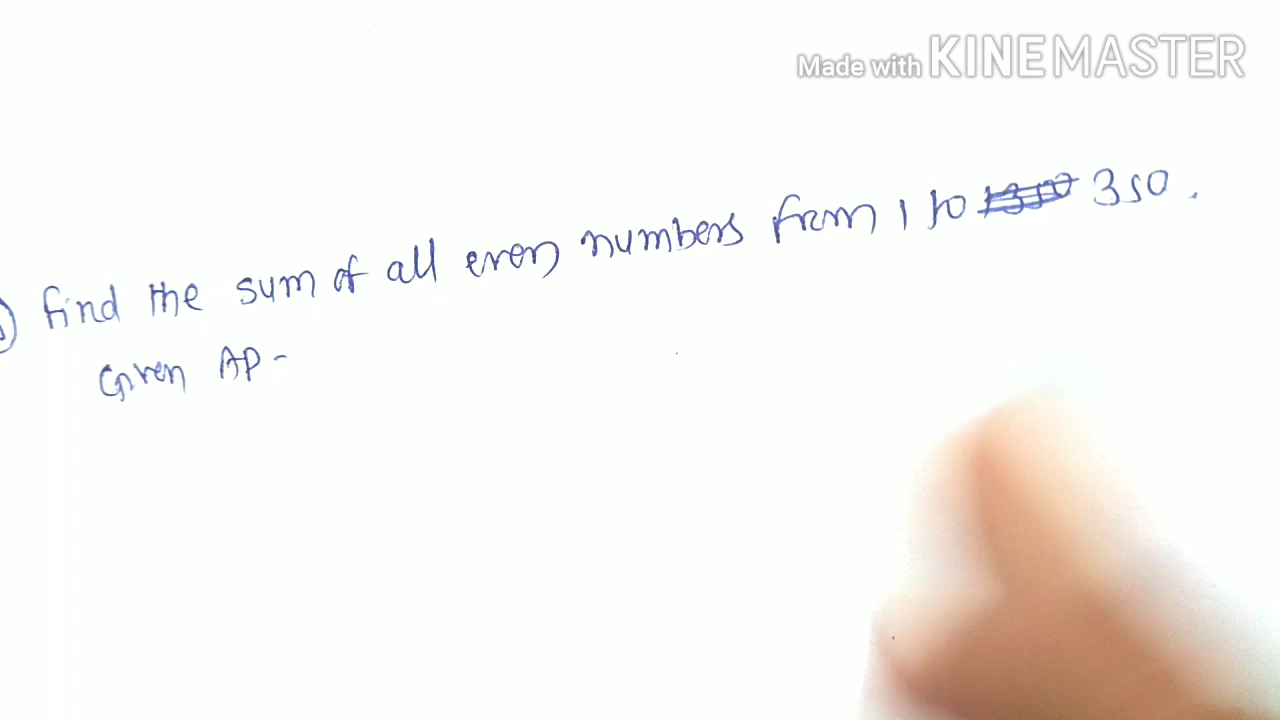 Made with KINEMASTER
find the sum of all even numbers from 1 to 350.
Given AP -